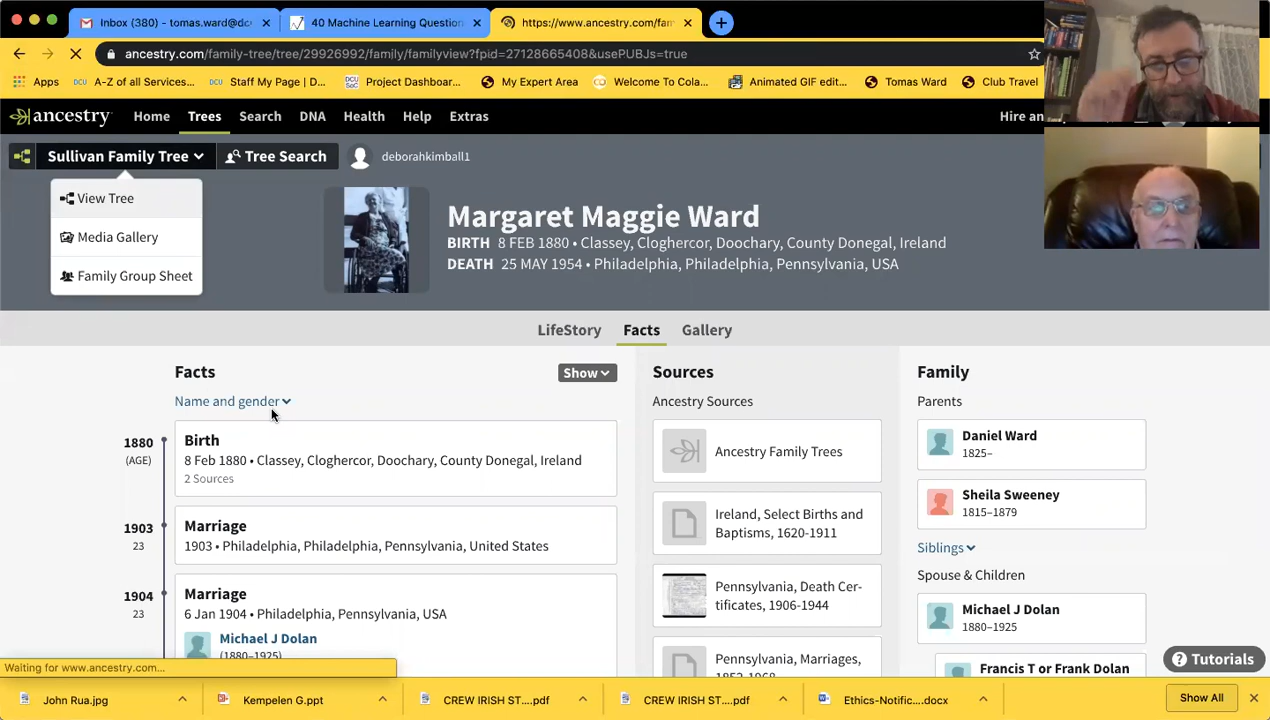 Inbox (380) - tomas.ward@dc
40 Machine Learning Question
https://www.ancestry.com/fam
ancestry.com/family-tree/tree/29926992/family/familyview?fpid=27128665408&usePUBJs=true
Apps
DCU
A-Z of all Services...
DCU
Staff My Page | D...
DCU
SoC
Project Dashboar...
My Expert Area
Welcome To Cola...
Animated GIF edit...
Tomas Ward
Club Travel
ancestry
Home
Trees
Search
DNA
Health
Help
Extras
Hire an
Sullivan Family Tree
Tree Search
deborahkimball1
View Tree
Media Gallery
Family Group Sheet
Margaret Maggie Ward
BIRTH 8 FEB 1880 • Classey, Cloghercor, Doochary, County Donegal, Ireland
DEATH 25 MAY 1954 • Philadelphia, Philadelphia, Pennsylvania, USA
LifeStory
Facts
Gallery
Facts
Show
Name and gender
1880
(AGE)
Birth
8 Feb 1880 • Classey, Cloghercor, Doochary, County Donegal, Ireland
2 Sources
1903
23
Marriage
1903 • Philadelphia, Philadelphia, Pennsylvania, United States
1904
23
Marriage
6 Jan 1904 • Philadelphia, Pennsylvania, USA
Michael J Dolan
(1880–1925)
Sources
Ancestry Sources
Ancestry Family Trees
Ireland, Select Births and
Baptisms, 1620-1911
Pennsylvania, Death Cer-
tificates, 1906-1944
Pennsylvania, Marriages,
1852-1968
Family
Parents
Daniel Ward
1825–
Sheila Sweeney
1815–1879
Siblings
Spouse & Children
Michael J Dolan
1880–1925
Francis T or Frank Dolan
Tutorials
Waiting for www.ancestry.com...
John Rua.jpg
Kempelen G.ppt
CREW IRISH ST....pdf
CREW IRISH ST....pdf
Ethics-Notific....docx
Show All